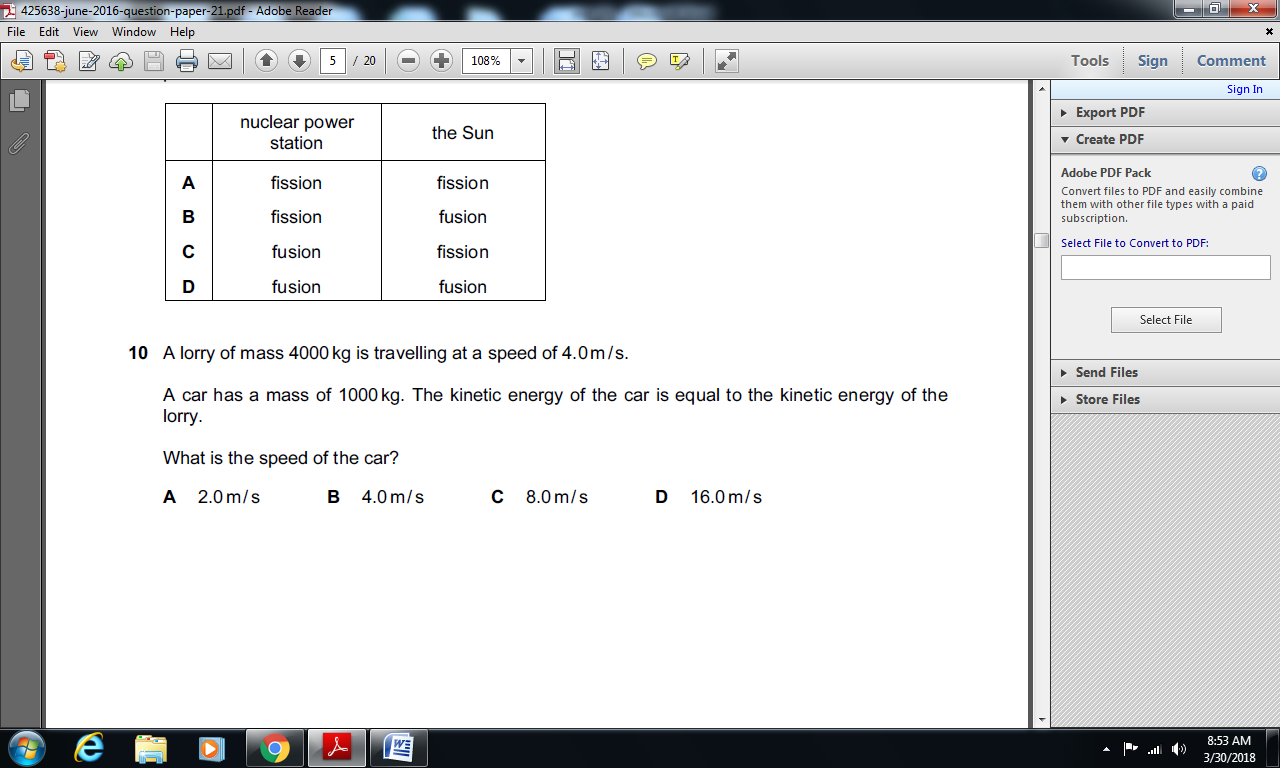 425638-june-2016-question-paper-21.pdf - Adobe Reader
File Edit View Window Help
5 / 20 108% Tools Sign Comment
Sign In
Export PDF
Create PDF
Adobe PDF Pack
Convert files to PDF and easily combine
them with other file types with a paid
subscription.
Select File to Convert to PDF:
Select File
Send Files
Store Files
nuclear power
station
the Sun
A fission fission
B fission fusion
C fusion fission
D fusion fusion
10 A lorry of mass 4000 kg is travelling at a speed of 4.0 m / s.
A car has a mass of 1000 kg. The kinetic energy of the car is equal to the kinetic energy of the
lorry.
What is the speed of the car?
A 2.0 m / s B 4.0 m / s C 8.0 m / s D 16.0 m / s
8:53 AM
3/30/2018